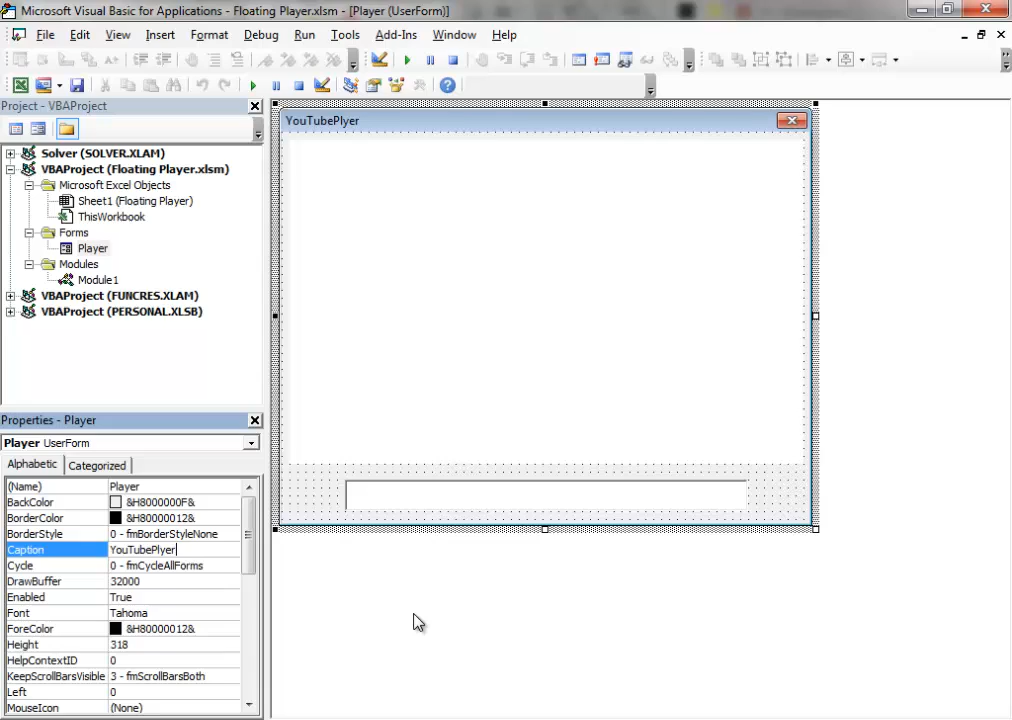 Microsoft Visual Basic for Applications - Floating Player.xlsm - [Player (UserForm)]
File Edit View Insert Format Debug Run Tools Add-Ins Window Help
Project - VBAProject
Solver (SOLVER.XLAM)
VBAProject (Floating Player.xlsm)
Microsoft Excel Objects
Sheet1 (Floating Player)
ThisWorkbook
Forms
Player
Modules
Module1
VBAProject (FUNCRES.XLAM)
VBAProject (PERSONAL.XLSB)
YouTubePlyer
Properties - Player
Player UserForm
Alphabetic Categorized
(Name) Player
BackColor &H8000000F&
BorderColor &H80000012&
BorderStyle 0 - fmBorderStyleNone
Caption YouTubePlyer
Cycle 0 - fmCycleAllForms
DrawBuffer 32000
Enabled True
Font Tahoma
ForeColor &H80000012&
Height 318
HelpContextID 0
KeepScrollBarsVisible 3 - fmScrollBarsBoth
Left 0
MouseIcon (None)